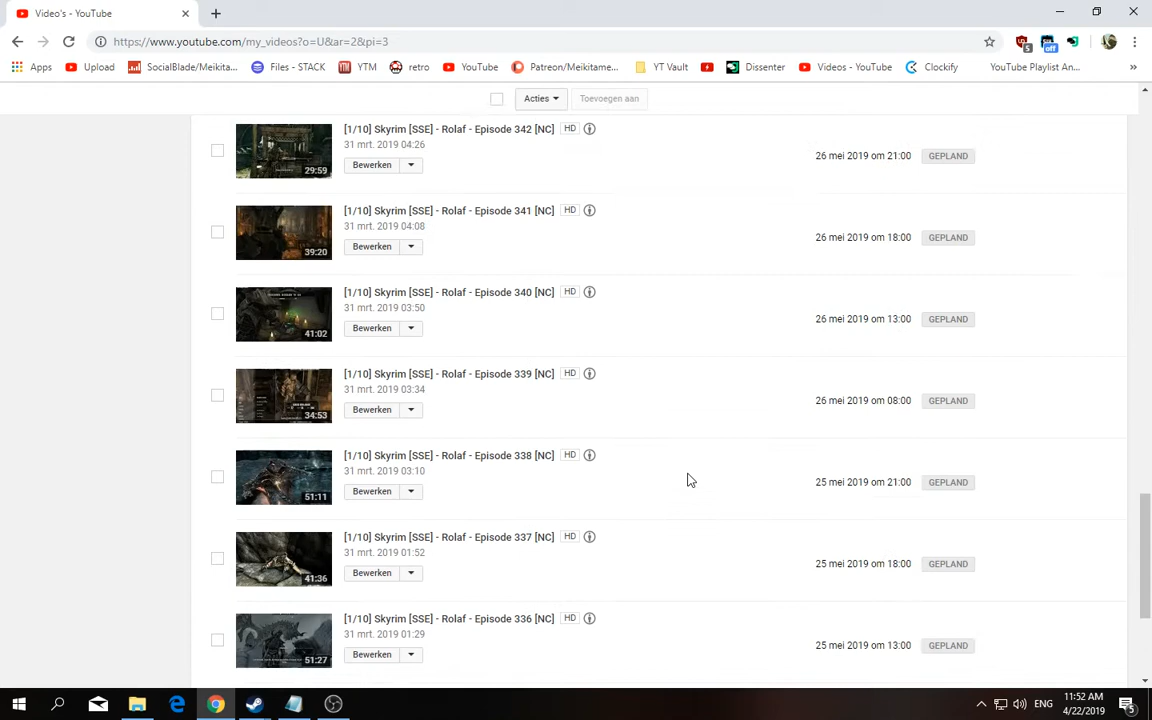 Video's - YouTube
https://www.youtube.com/my_videos?o=U&ar=2&pi=3
5
off
Apps Upload SocialBlade/Meikita... Files - STACK YTM retro YouTube Patreon/Meikitame... YT Vault Dissenter Videos - YouTube Clockify YouTube Playlist An... »
Acties Toevoegen aan
[1/10] Skyrim [SSE] - Rolaf - Episode 342 [NC] HD
31 mrt. 2019 04:26
26 mei 2019 om 21:00 GEPLAND
Bewerken
29:59
[1/10] Skyrim [SSE] - Rolaf - Episode 341 [NC] HD
31 mrt. 2019 04:08
26 mei 2019 om 18:00 GEPLAND
Bewerken
39:20
[1/10] Skyrim [SSE] - Rolaf - Episode 340 [NC] HD
31 mrt. 2019 03:50
26 mei 2019 om 13:00 GEPLAND
Bewerken
41:02
[1/10] Skyrim [SSE] - Rolaf - Episode 339 [NC] HD
31 mrt. 2019 03:34
26 mei 2019 om 08:00 GEPLAND
Bewerken
34:53
[1/10] Skyrim [SSE] - Rolaf - Episode 338 [NC] HD
31 mrt. 2019 03:10
25 mei 2019 om 21:00 GEPLAND
Bewerken
51:11
[1/10] Skyrim [SSE] - Rolaf - Episode 337 [NC] HD
31 mrt. 2019 01:52
25 mei 2019 om 18:00 GEPLAND
Bewerken
41:36
[1/10] Skyrim [SSE] - Rolaf - Episode 336 [NC] HD
31 mrt. 2019 01:29
25 mei 2019 om 13:00 GEPLAND
Bewerken
51:27
ENG
11:52 AM
4/22/2019
5